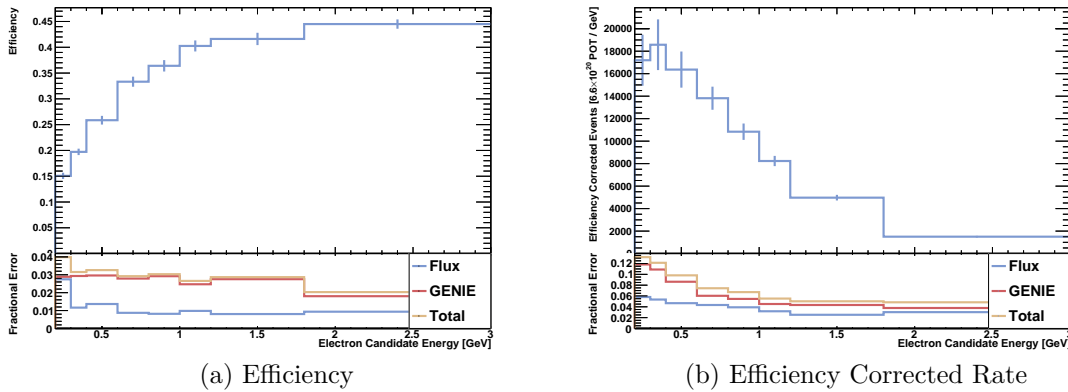 Efficiency
0.45
0.4
0.35
0.3
0.25
0.2
0.15
0.1
0.05
Fractional Error
0.04
0.03
0.02
0.01
0
Flux
GENIE
Total
0.5 1 1.5 2 2.5 3
Electron Candidate Energy [GeV]
(a) Efficiency
Efficiency Corrected Events [6.6×10²⁰ POT / GeV]
20000
18000
16000
14000
12000
10000
8000
6000
4000
2000
0
Fractional Error
0.12
0.10
0.08
0.06
0.04
0.02
0
Flux
GENIE
Total
0.5 1 1.5 2 2.5 3
Electron Candidate Energy [GeV]
(b) Efficiency Corrected Rate